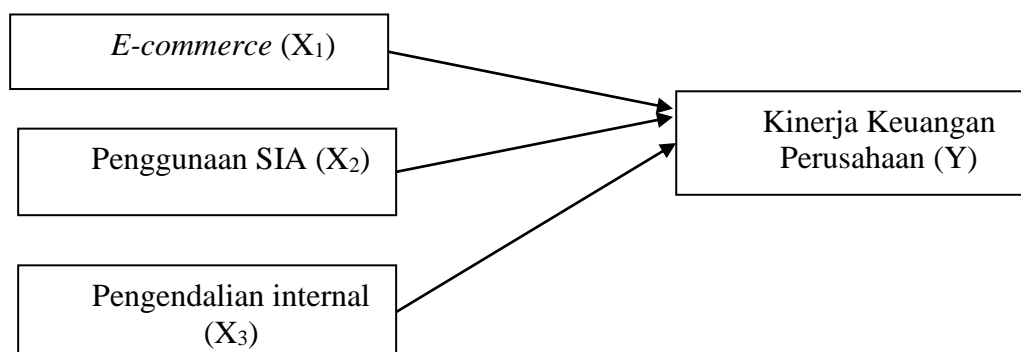 E-commerce (X₁)
Penggunaan SIA (X₂)
Pengendalian internal
(X₃)
Kinerja Keuangan
Perusahaan (Y)